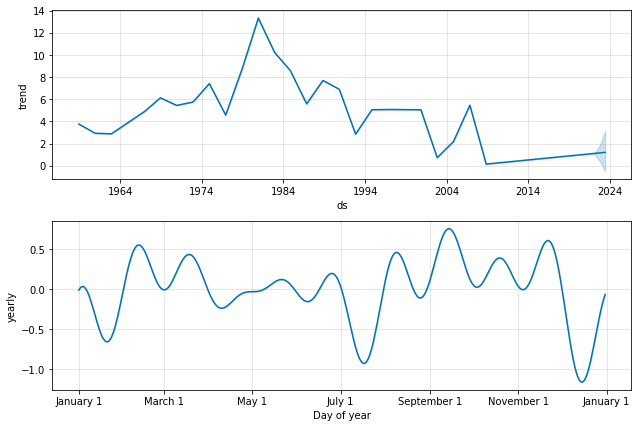 14
12
10
8
6
4
2
0
trend
1964 1974 1984 1994 2004 2014 2024
ds
0.5
0.0
−0.5
−1.0
yearly
January 1 March 1 May 1 July 1 September 1 November 1 January 1
Day of year